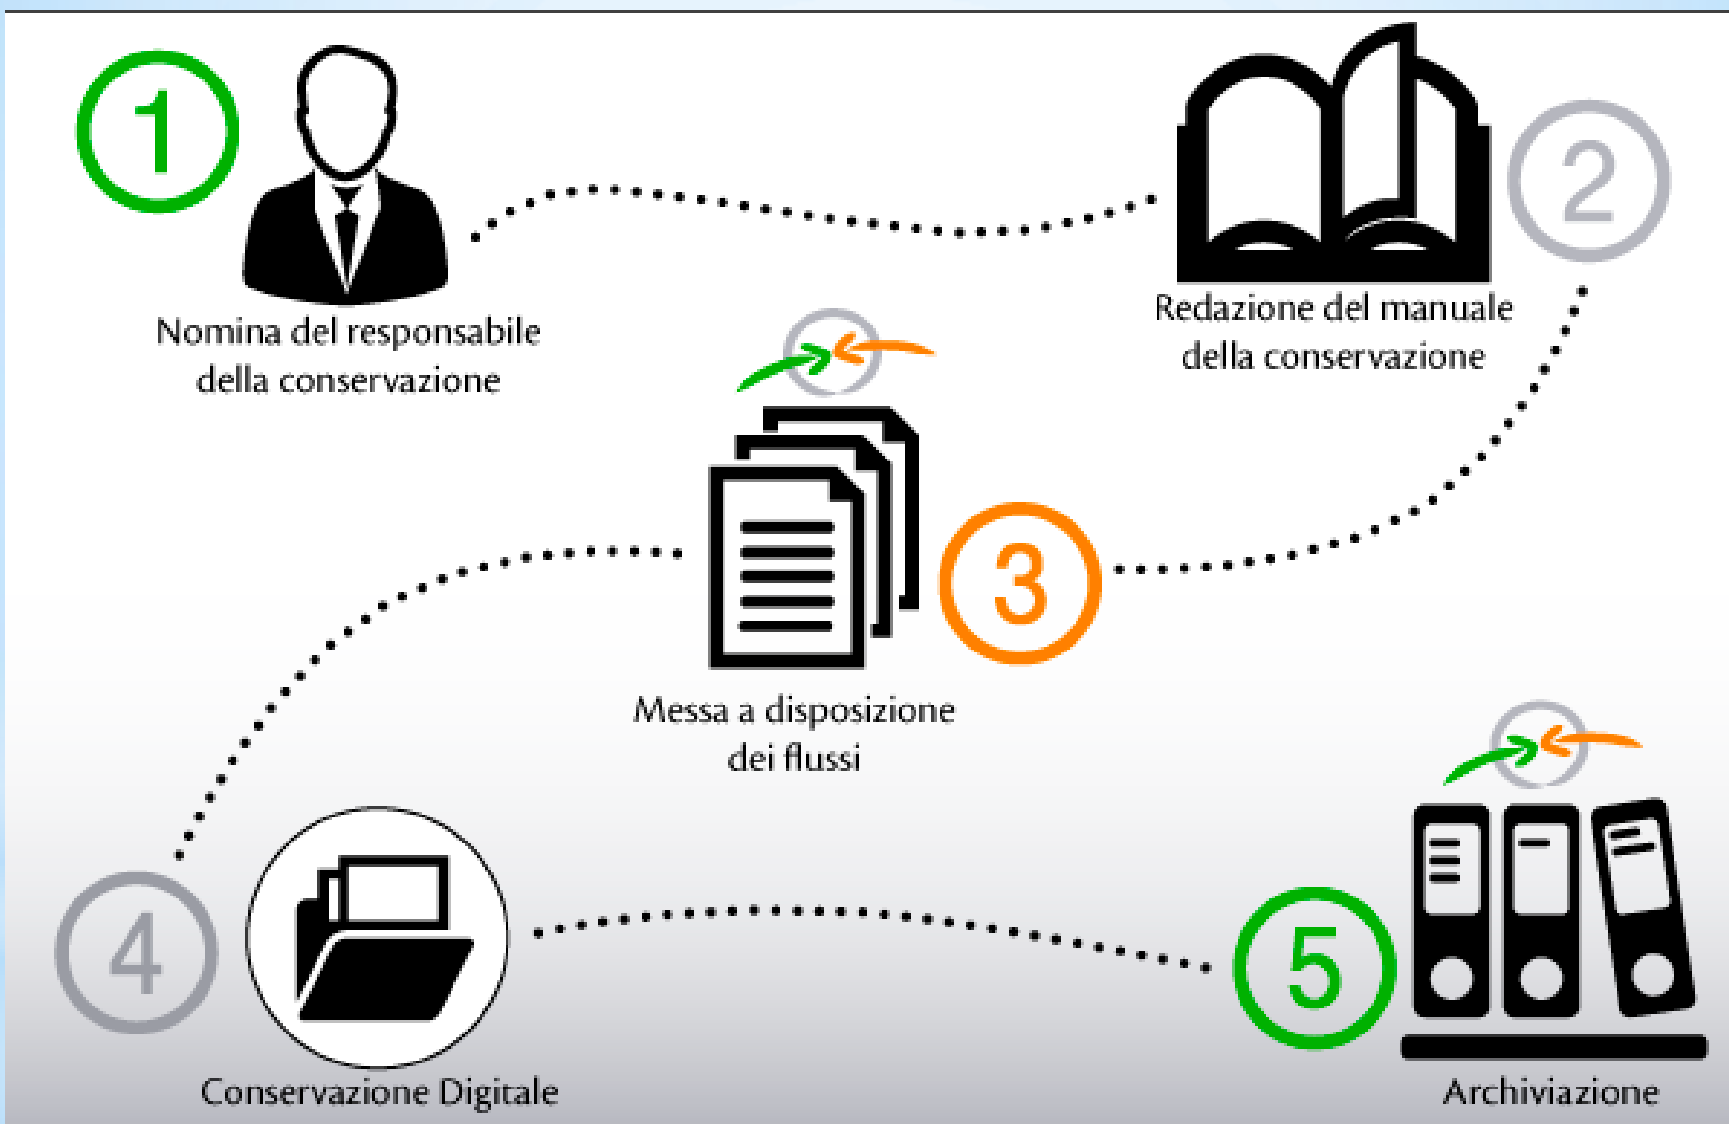 1
Nomina del responsabile
della conservazione
2
Redazione del manuale
della conservazione
3
Messa a disposizione
dei flussi
4
Conservazione Digitale
5
Archiviazione